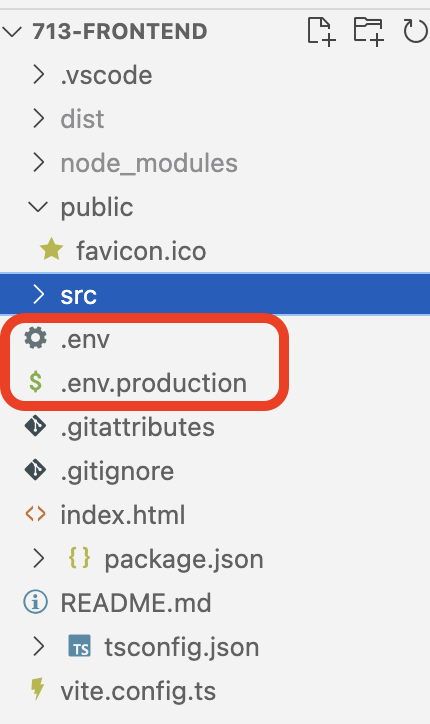 713-FRONTEND
.vscode
dist
node_modules
public
favicon.ico
src
.env
$ .env.production
.gitattributes
.gitignore
<> index.html
{} package.json
README.md
TS tsconfig.json
vite.config.ts